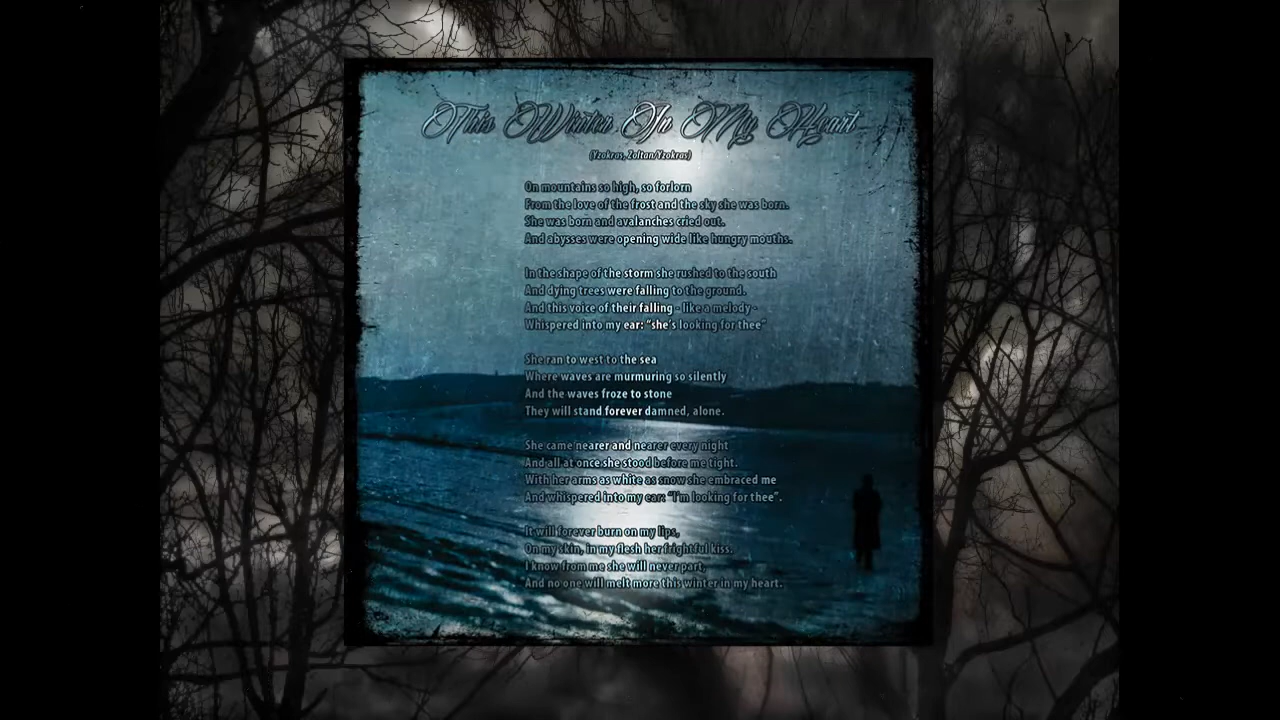 This Winter In My Heart
(Yzokras, Zoltan/Yzokras)
On mountains so high, so forlorn
From the love of the frost and the sky she was born.
She was born and avalanches cried out.
And abysses were opening wide like hungry mouths.
In the shape of the storm she rushed to the south
And dying trees were falling to the ground.
And this voice of their falling - like a melody -
Whispered into my ear: “she's looking for thee”
She ran to west to the sea
Where waves are murmuring so silently
And the waves froze to stone
They will stand forever damned, alone.
She came nearer and nearer every night
And all at once she stood before me tight.
With her arms as white as snow she embraced me
And whispered into my ear: “I'm looking for thee”.
It will forever burn on my lips,
On my skin, in my flesh her frightful kiss.
I know from me she will never part,
And no one will melt more this winter in my heart.